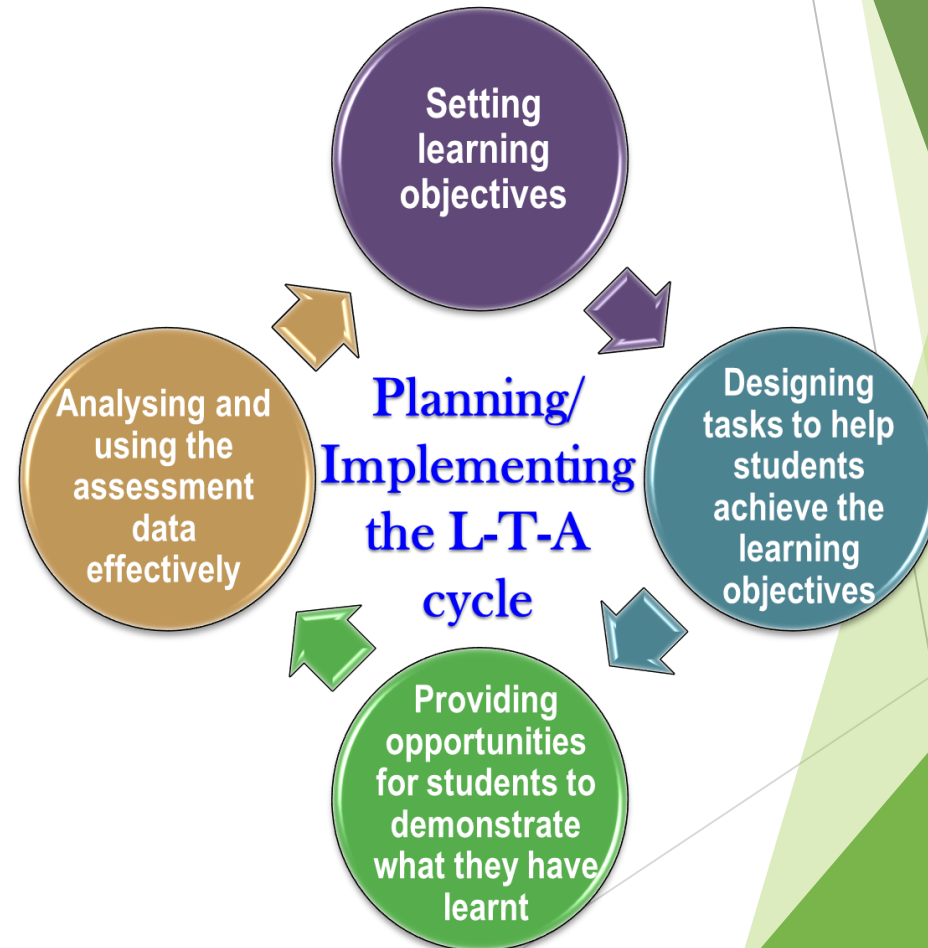 Setting
learning
objectives
Designing
tasks to help
students
achieve the
learning
objectives
Providing
opportunities
for students to
demonstrate
what they have
learnt
Analysing and
using the
assessment
data
effectively
Planning/
Implementing
the L-T-A
cycle